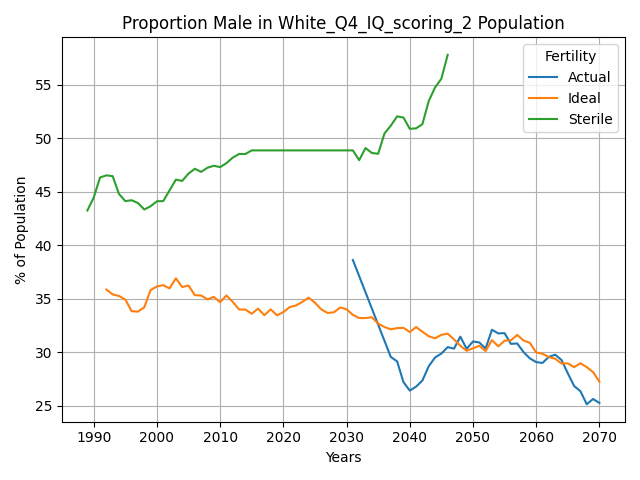 Proportion Male in White_Q4_IQ_scoring_2 Population
Fertility
Actual
Ideal
Sterile
% of Population
55
50
45
40
35
30
25
1990 2000 2010 2020 2030 2040 2050 2060 2070
Years